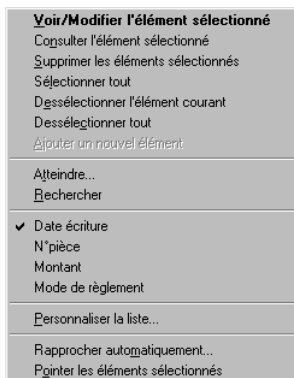 Voir/Modifier l'élément sélectionné
Consulter l'élément sélectionné
Supprimer les éléments sélectionnés
Sélectionner tout
Dessélectionner l'élément courant
Dessélectionner tout
Ajouter un nouvel élément
Atteindre...
Rechercher
Date écriture
N°pièce
Montant
Mode de règlement
Personnaliser la liste...
Rapprocher automatiquement...
Pointer les éléments sélectionnés